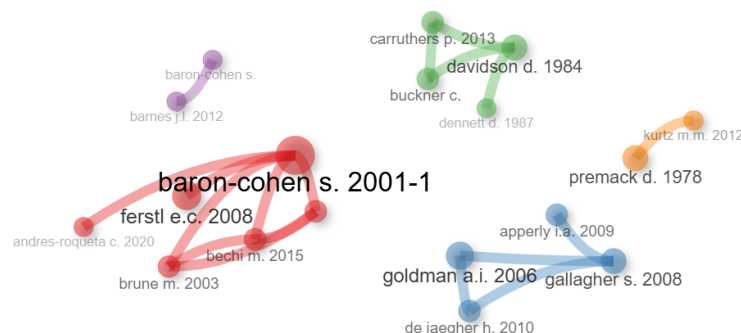 carruthers p. 2013
baron-cohen s.
davidson d. 1984
buckner c.
barnes j.l. 2012
dennett d. 1987
kurtz m.m. 2012
premack d. 1978
baron-cohen s. 2001-1
ferstl e.c. 2008
andres-roqueta c. 2020
apperly i.a. 2009
bechi m. 2015
brune m. 2003
goldman a.i. 2006
gallagher s. 2008
de jaegher h. 2010